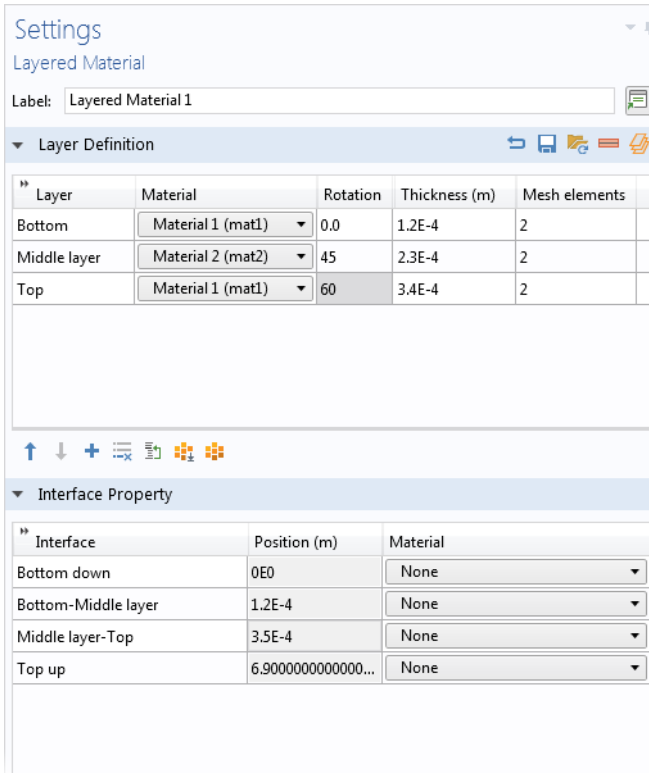 Settings
Layered Material
Label: Layered Material 1
Layer Definition
Layer Material Rotation Thickness (m) Mesh elements
Bottom Material 1 (mat1) 0.0 1.2E-4 2
Middle layer Material 2 (mat2) 45 2.3E-4 2
Top Material 1 (mat1) 60 3.4E-4 2
Interface Property
Interface Position (m) Material
Bottom down 0E0 None
Bottom-Middle layer 1.2E-4 None
Middle layer-Top 3.5E-4 None
Top up 6.9000000000000... None